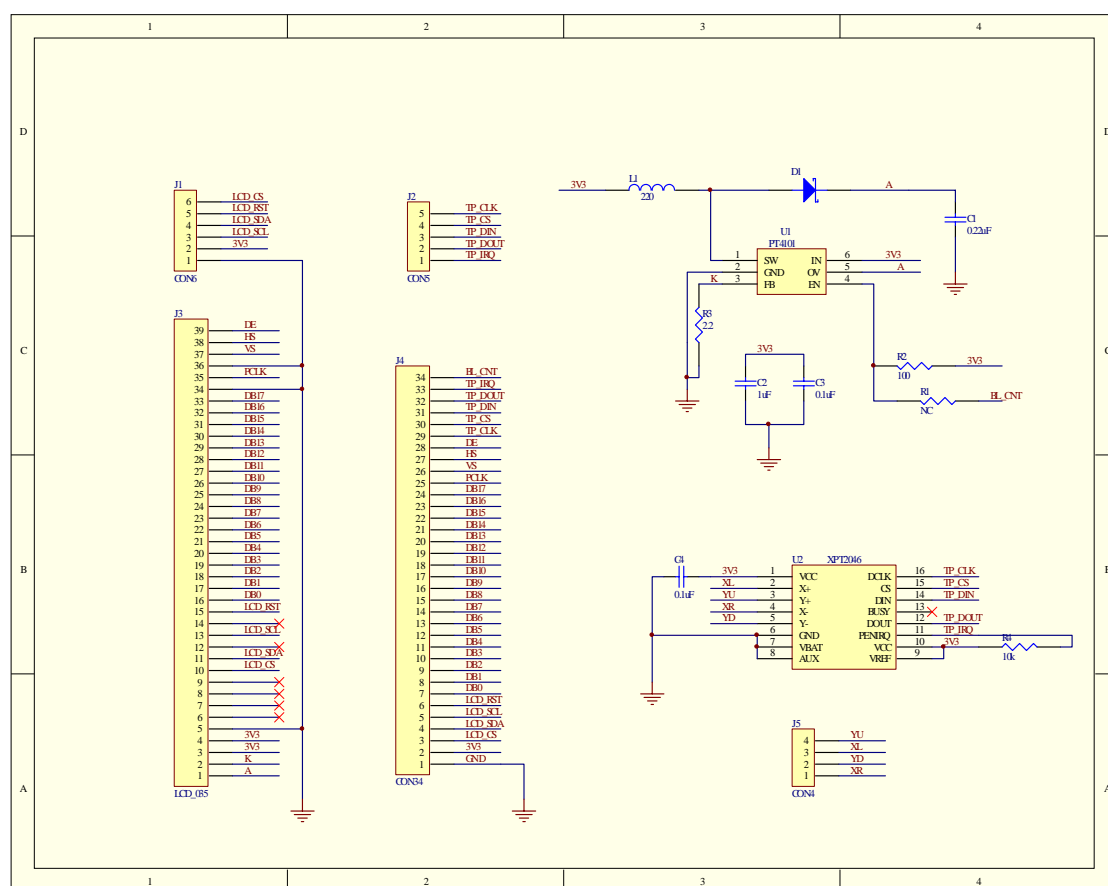 1 2 3 4
D D
C C
B B
A A
1 2 3 4
J1
6 LCD_CS
5 LCD_RST
4 LCD_SDA
3 LCD_SCL
2 3V3
1
CON6
J2
5 TP_CLK
4 TP_CS
3 TP_DIN
2 TP_DOUT
1 TP_IRQ
CON5
J3
39 DE
38 HS
37 VS
36
35 PCLK
34
33 DB17
32 DB16
31 DB15
30 DB14
29 DB13
28 DB12
27 DB11
26 DB10
25 DB9
24 DB8
23 DB7
22 DB6
21 DB5
20 DB4
19 DB3
18 DB2
17 DB1
16 DB0
15 LCD_RST
14
13 LCD_SCL
12
11 LCD_SDA
10 LCD_CS
9
8
7
6
5
4 3V3
3 3V3
2 K
1 A
LCD_035
J4
34 BL_CNT
33 TP_IRQ
32 TP_DOUT
31 TP_DIN
30 TP_CS
29 TP_CLK
28 DE
27 HS
26 VS
25 PCLK
24 DB17
23 DB16
22 DB15
21 DB14
20 DB13
19 DB12
18 DB11
17 DB10
16 DB9
15 DB8
14 DB7
13 DB6
12 DB5
11 DB4
10 DB3
9 DB2
8 DB1
7 DB0
6 LCD_RST
5 LCD_SCL
4 LCD_SDA
3 LCD_CS
2 3V3
1 GND
CON34
3V3 L1 D1 A
220
C1
0.22uF
U1
PT4101
1 SW IN 6 3V3
2 GND OV 5 A
K 3 FB EN 4
R3
2.2
3V3
C2 C3
1uF 0.1uF
R2 3V3
100
R1 BL_CNT
NC
U2 XPT2046
C4
0.1uF
3V3 1 VCC DCLK 16 TP_CLK
XL 2 X+ CS 15 TP_CS
YU 3 Y+ DIN 14 TP_DIN
XR 4 X- BUSY 13
YD 5 Y- DOUT 12 TP_DOUT
6 GND PENIRQ 11 TP_IRQ
7 VBAT VCC 10 3V3
8 AUX VREF 9
R4
10k
J5
4 YU
3 XL
2 YD
1 XR
CON4